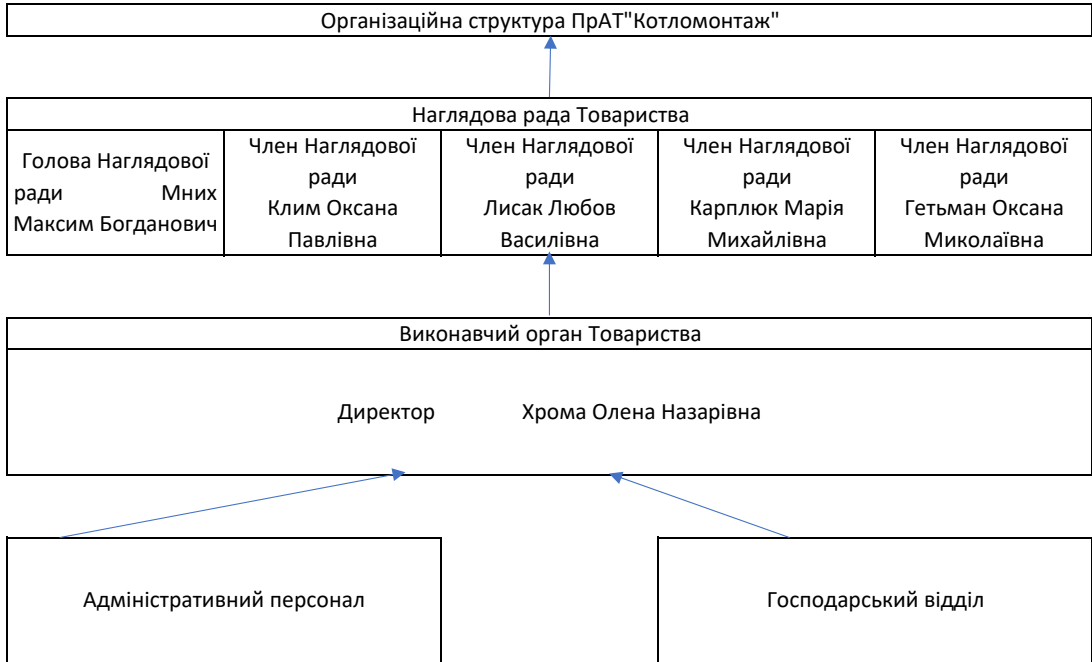 Організаційна структура ПрАТ"Котломонтаж"
Наглядова рада Товариства
Голова Наглядової
ради Мних
Максим Богданович
Член Наглядової
ради
Клим Оксана
Павлівна
Член Наглядової
ради
Лисак Любов
Василівна
Член Наглядової
ради
Карплюк Марія
Михайлівна
Член Наглядової
ради
Гетьман Оксана
Миколаївна
Виконавчий орган Товариства
Директор Хрома Олена Назарівна
Адміністративний персонал
Господарський відділ